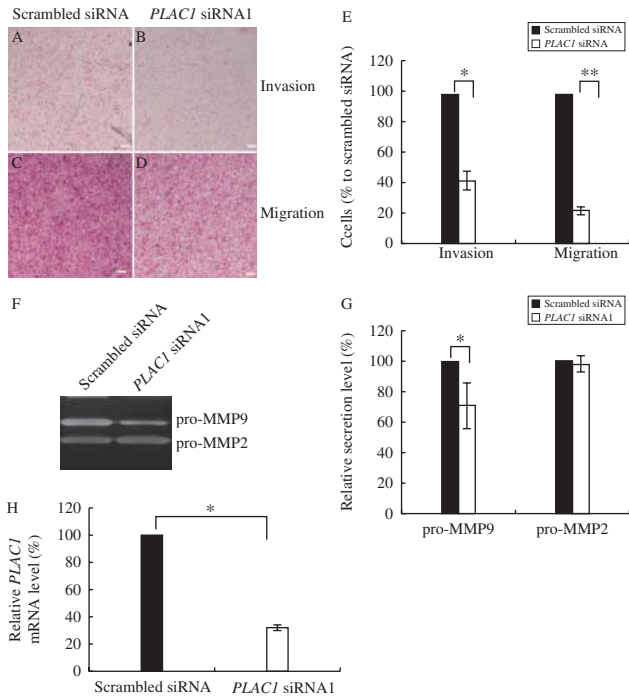 Scrambled siRNA PLAC1 siRNA1
A B
Invasion
C D
Migration
E
Scrambled siRNA
PLAC1 siRNA
120
100
80
60
40
20
0
Ccells (% to scrambled siRNA)
* **
Invasion Migration
F
Scrambled siRNA
PLAC1 siRNA1
pro-MMP9
pro-MMP2
G
Scrambled siRNA
PLAC1 siRNA1
120
100
80
60
40
20
0
Relative secretion level (%)
*
pro-MMP9 pro-MMP2
H
120
100
80
60
40
20
0
Relative PLAC1
mRNA level (%)
*
Scrambled siRNA PLAC1 siRNA1